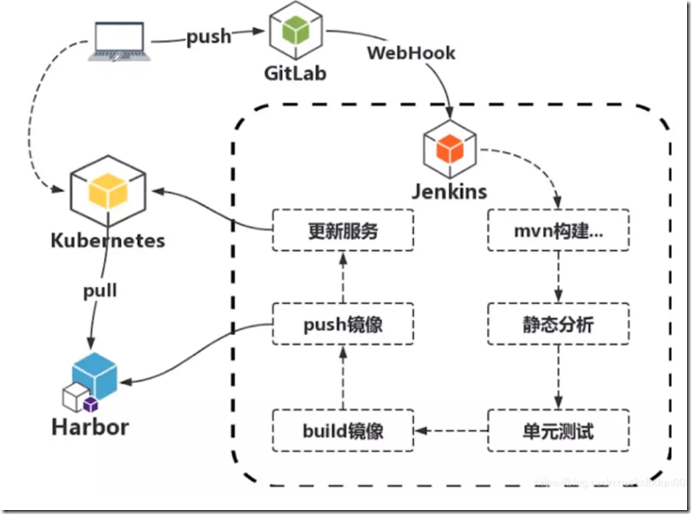 push
GitLab
WebHook
Jenkins
Kubernetes
更新服务
mvn构建...
pull
push镜像
静态分析
Harbor
build镜像
单元测试